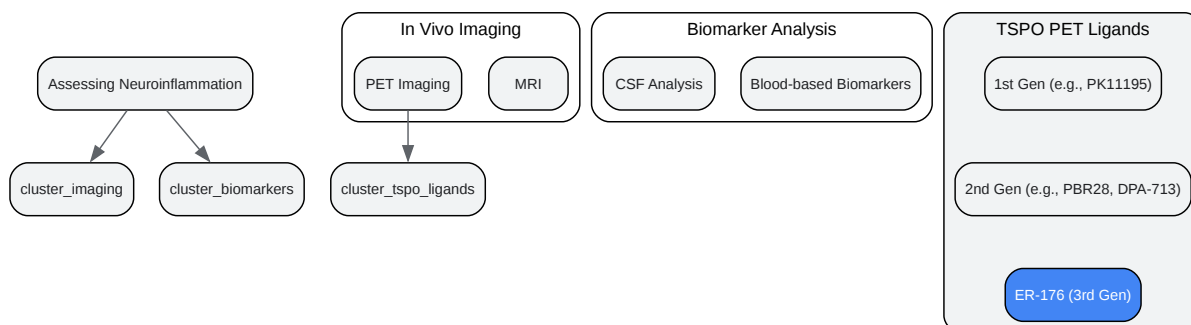 In Vivo Imaging
Biomarker Analysis
TSPO PET Ligands
Assessing Neuroinflammation
PET Imaging
MRI
CSF Analysis
Blood-based Biomarkers
1st Gen (e.g., PK11195)
cluster_imaging
cluster_biomarkers
cluster_tspo_ligands
2nd Gen (e.g., PBR28, DPA-713)
ER-176 (3rd Gen)